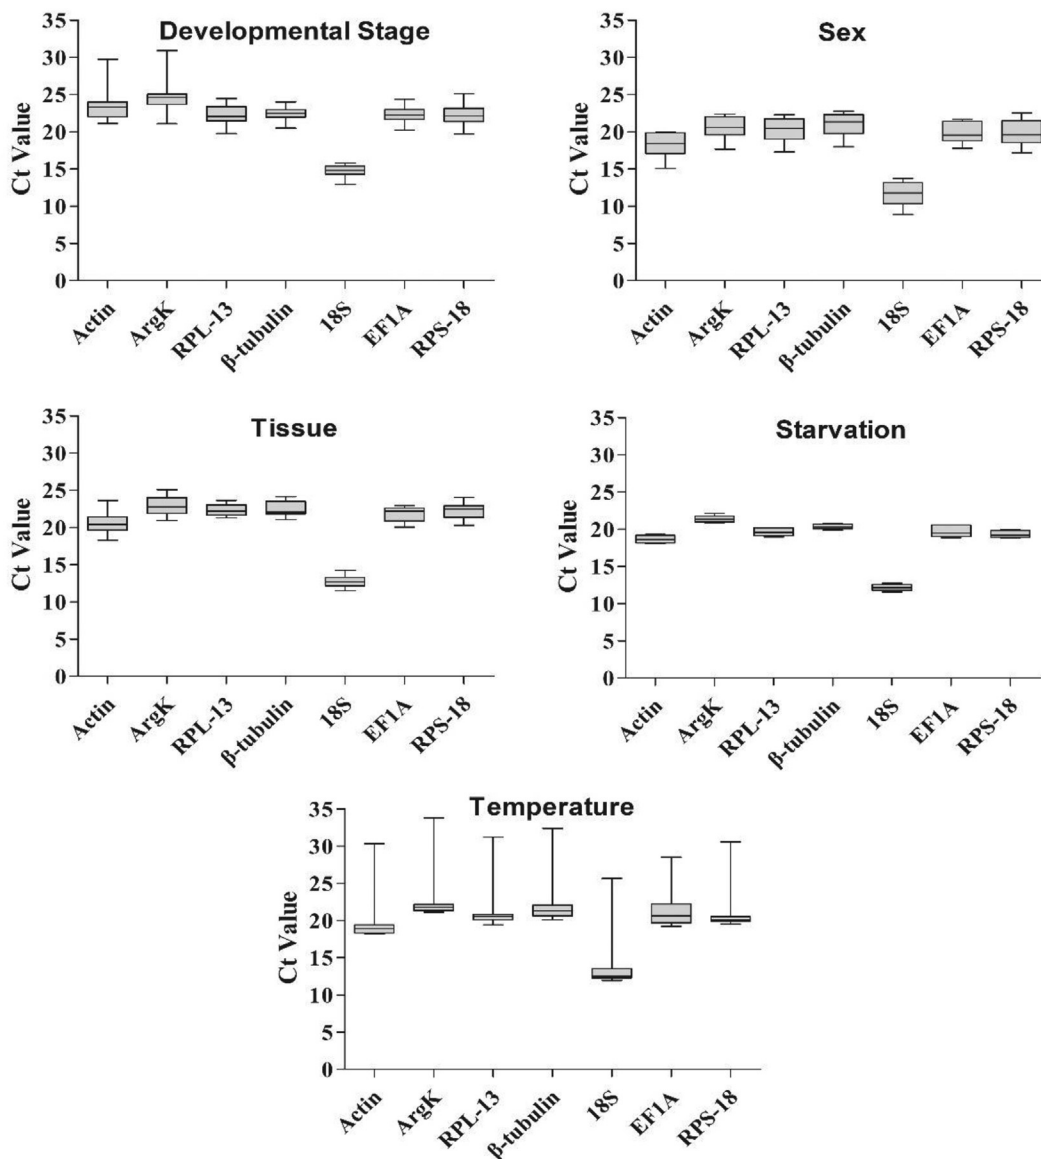 Developmental Stage
Ct Value
35
30
25
20
15
10
5
0
Actin
ArgK
RPL-13
β-tubulin
18S
EF1A
RPS-18
Sex
Ct Value
35
30
25
20
15
10
5
0
Actin
ArgK
RPL-13
β-tubulin
18S
EF1A
RPS-18
Tissue
Ct Value
35
30
25
20
15
10
5
0
Actin
ArgK
RPL-13
β-tubulin
18S
EF1A
RPS-18
Starvation
Ct Value
35
30
25
20
15
10
5
0
Actin
ArgK
RPL-13
β-tubulin
18S
EF1A
RPS-18
Temperature
Ct Value
35
30
25
20
15
10
5
0
Actin
ArgK
RPL-13
β-tubulin
18S
EF1A
RPS-18